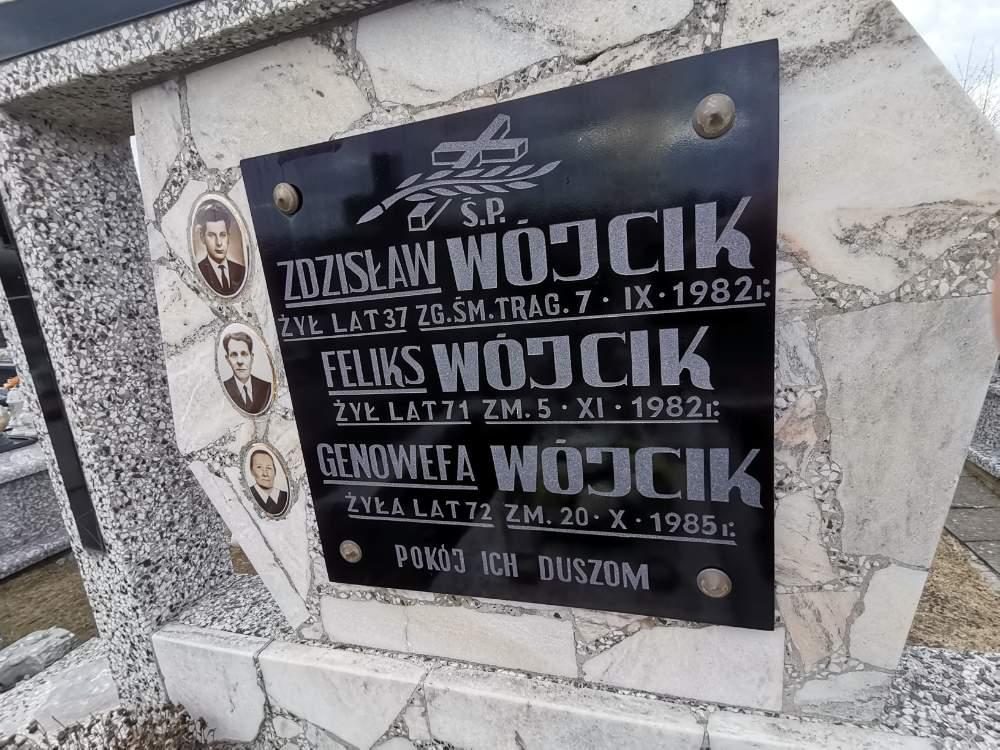 Ś.P.
ZDZISŁAW WÓJCIK
ŻYŁ LAT 37 ZG.ŚM.TRAG. 7 · IX · 1982 r.
FELIKS WÓJCIK
ŻYŁ LAT 71 ZM. 5 · XI · 1982 r.
GENOWEFA WÓJCIK
ŻYŁA LAT 72 ZM. 20 · X · 1985 r.
POKÓJ ICH DUSZOM